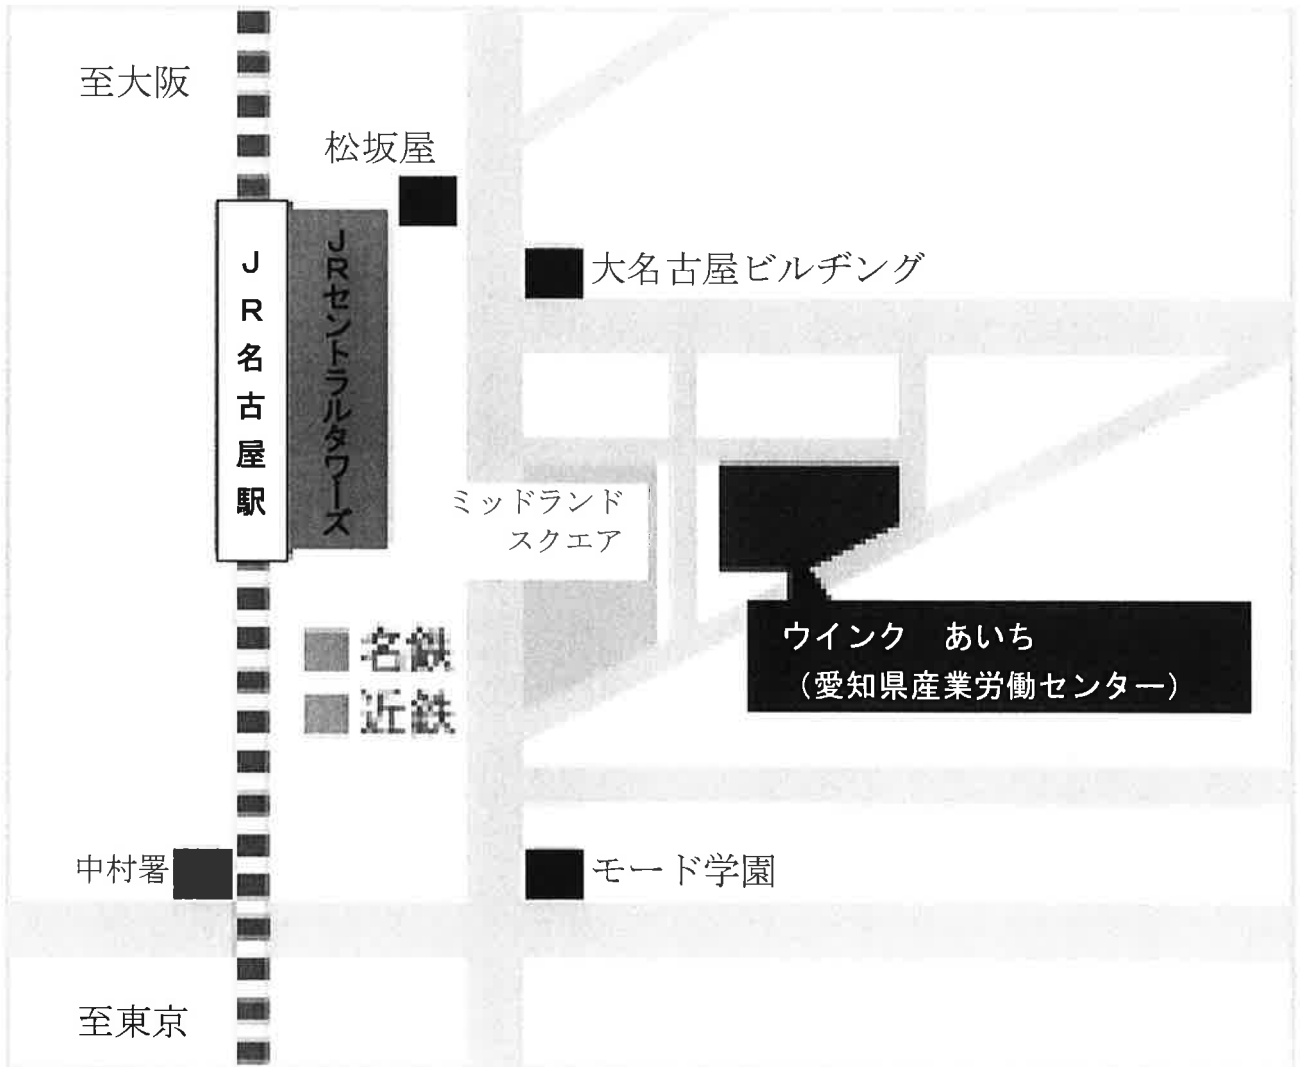 至大阪
松坂屋
大名古屋ビルヂング
JR名古屋駅
JRセントラルタワーズ
ミッドランド
スクエア
名鉄
近鉄
ウインク　あいち
（愛知県産業労働センター）
中村署
モード学園
至東京